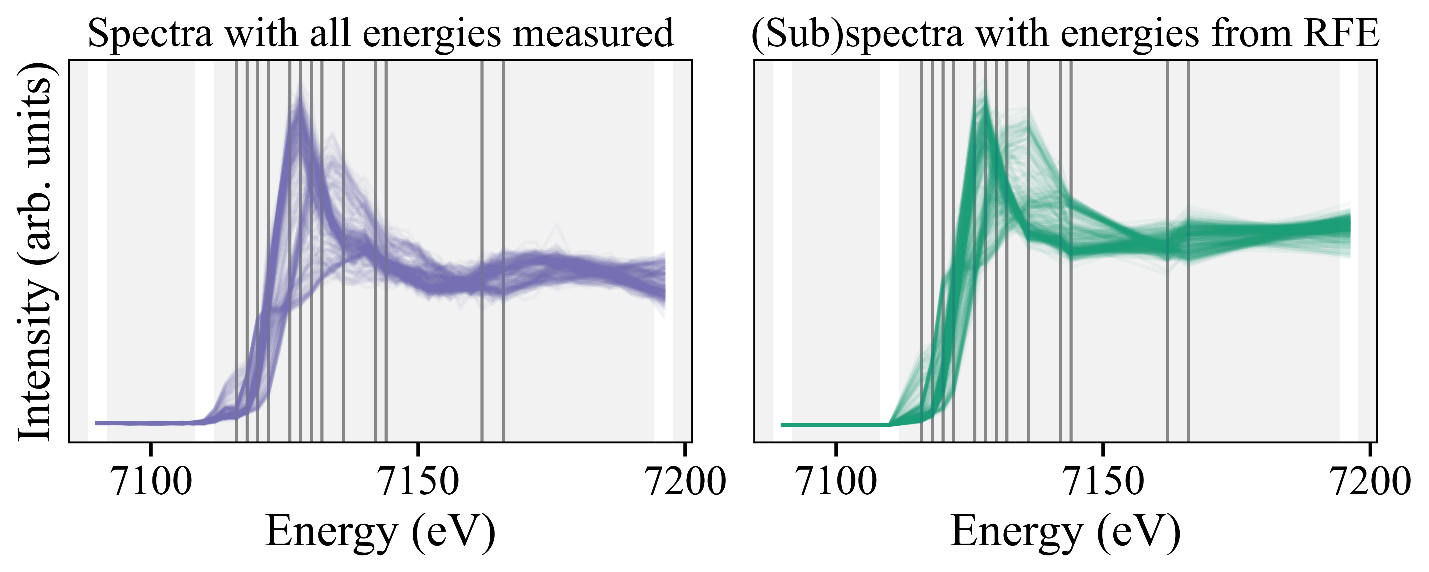 Spectra with all energies measured
(Sub)spectra with energies from RFE
Intensity (arb. units)
7100 7150 7200
7100 7150 7200
Energy (eV)
Energy (eV)